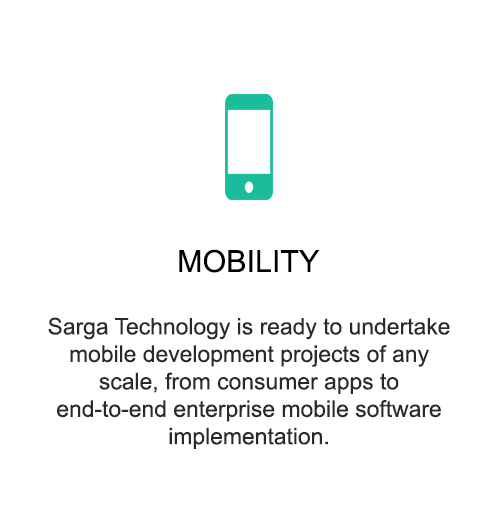 MOBILITY
Sarga Technology is ready to undertake
mobile development projects of any
scale, from consumer apps to
end-to-end enterprise mobile software
implementation.